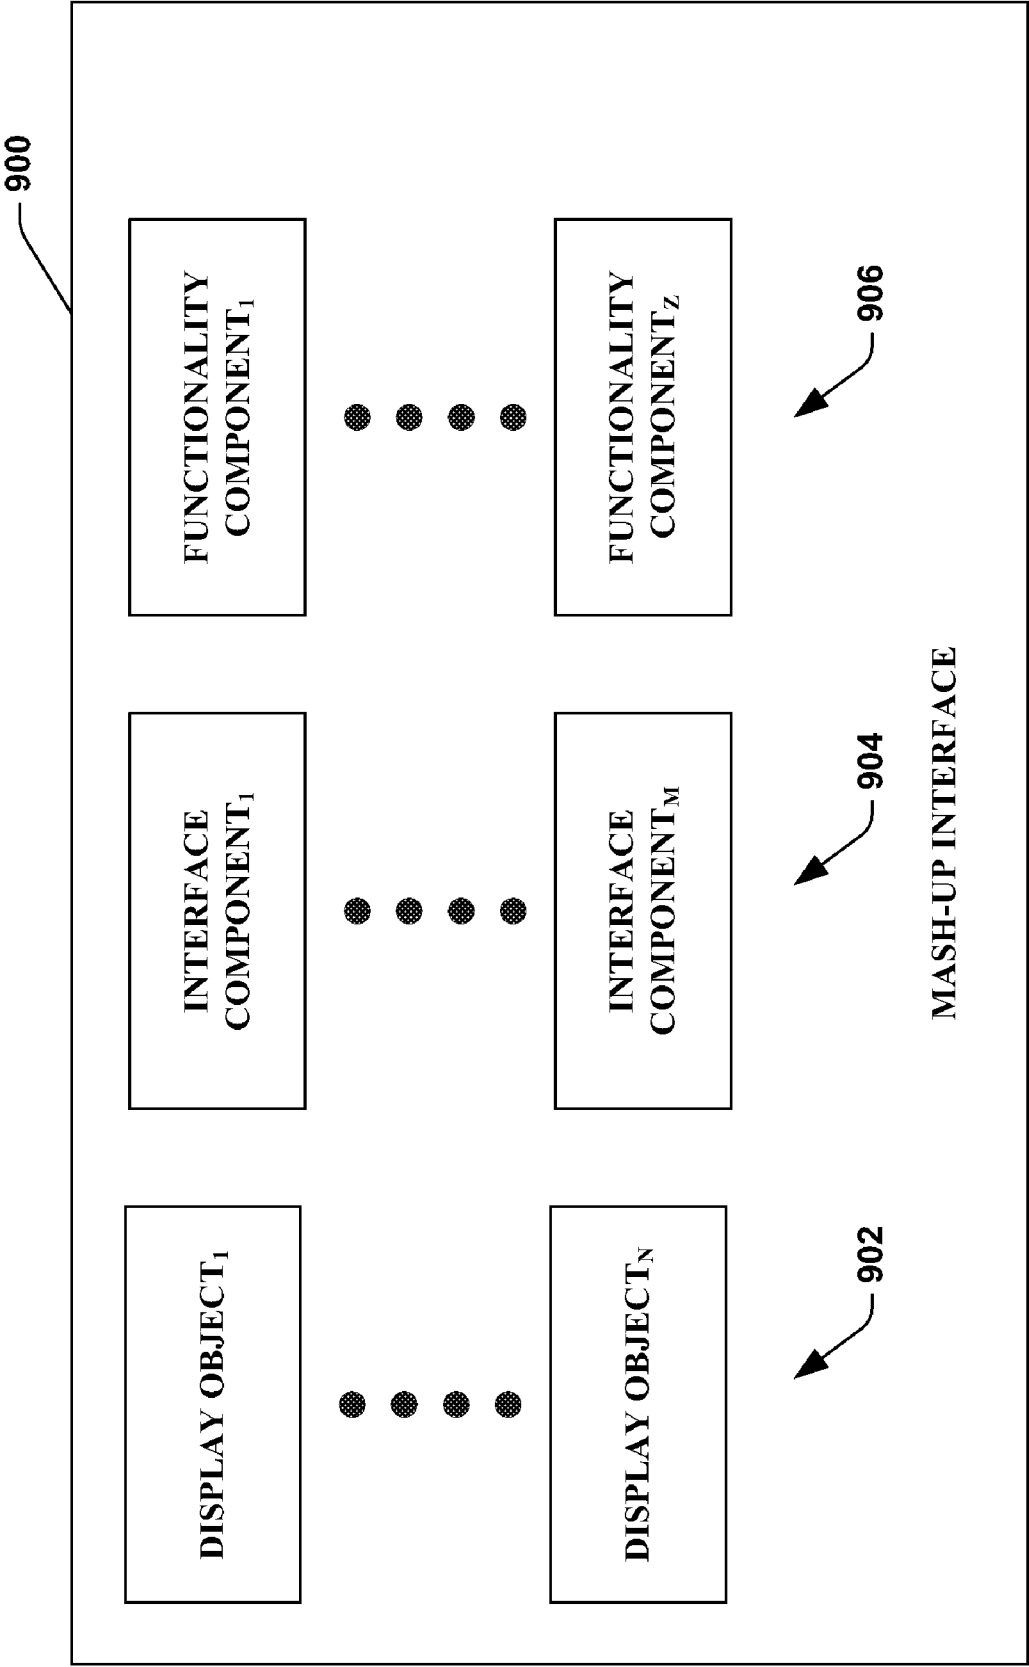 900
DISPLAY OBJECT1
INTERFACE
COMPONENT1
FUNCTIONALITY
COMPONENT1
DISPLAY OBJECTN
INTERFACE
COMPONENTM
FUNCTIONALITY
COMPONENTZ
902
904
906
MASH-UP INTERFACE